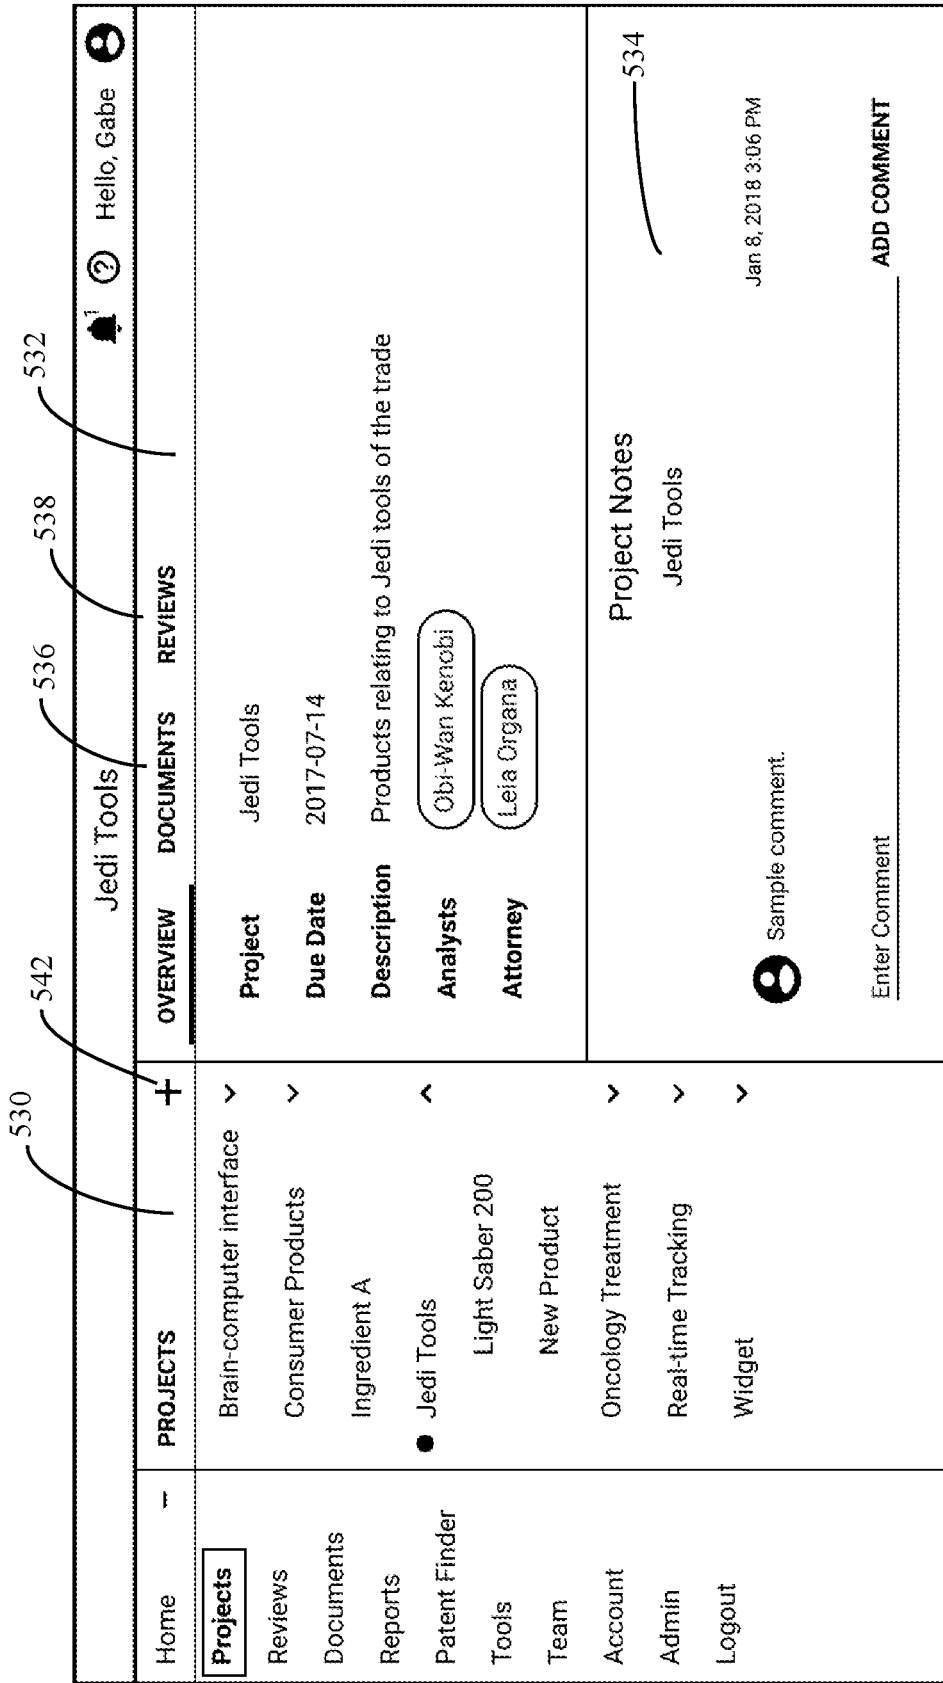 530
542
536
538
532
Jedi Tools
1
?
Hello, Gabe
Home –
PROJECTS +
OVERVIEW DOCUMENTS REVIEWS
Projects
Reviews
Documents
Reports
Patent Finder
Tools
Team
Account
Admin
Logout
Brain-computer interface
Consumer Products
Ingredient A
Jedi Tools
Light Saber 200
New Product
Oncology Treatment
Real-time Tracking
Widget
Project Jedi Tools
Due Date 2017-07-14
Description Products relating to Jedi tools of the trade
Analysts Obi-Wan Kenobi
Attorney Leia Organa
Project Notes
534
Jedi Tools
Sample comment. Jan 8, 2018 3:06 PM
Enter Comment ADD COMMENT